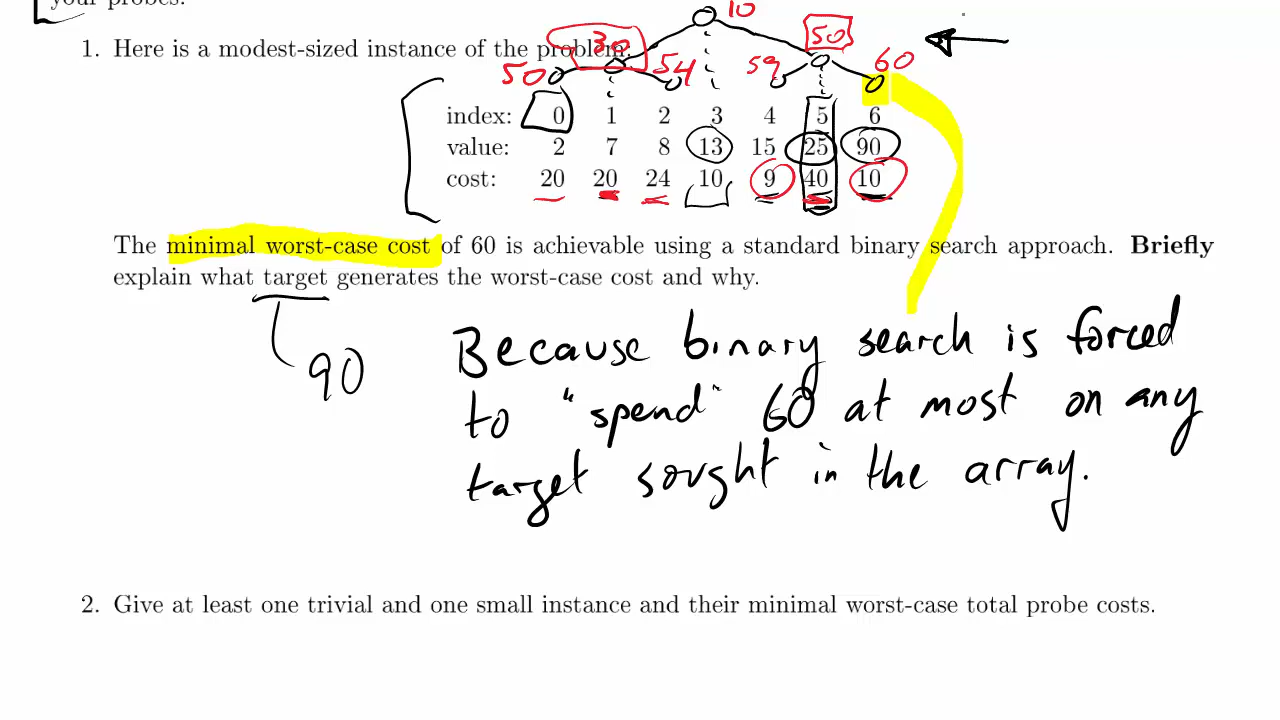 your probes.
10
1. Here is a modest-sized instance of the problem:
30
50
50
54
59
60
index: 0 1 2 3 4 5 6
value: 2 7 8 13 15 25 90
cost: 20 20 24 10 9 40 10
The minimal worst-case cost of 60 is achievable using a standard binary search approach. Briefly
explain what target generates the worst-case cost and why.
90
Because binary search is forced
to "spend" 60 at most on any
target sought in the array.
2. Give at least one trivial and one small instance and their minimal worst-case total probe costs.